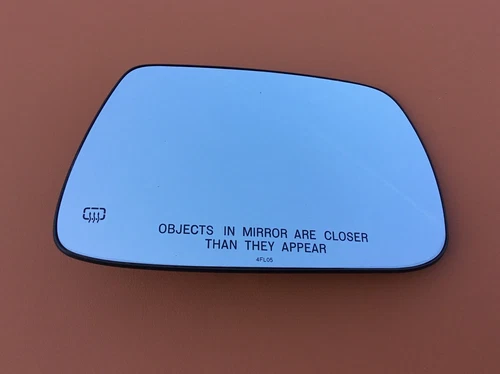 OBJECTS IN MIRROR ARE CLOSER
THAN THEY APPEAR
4FL05